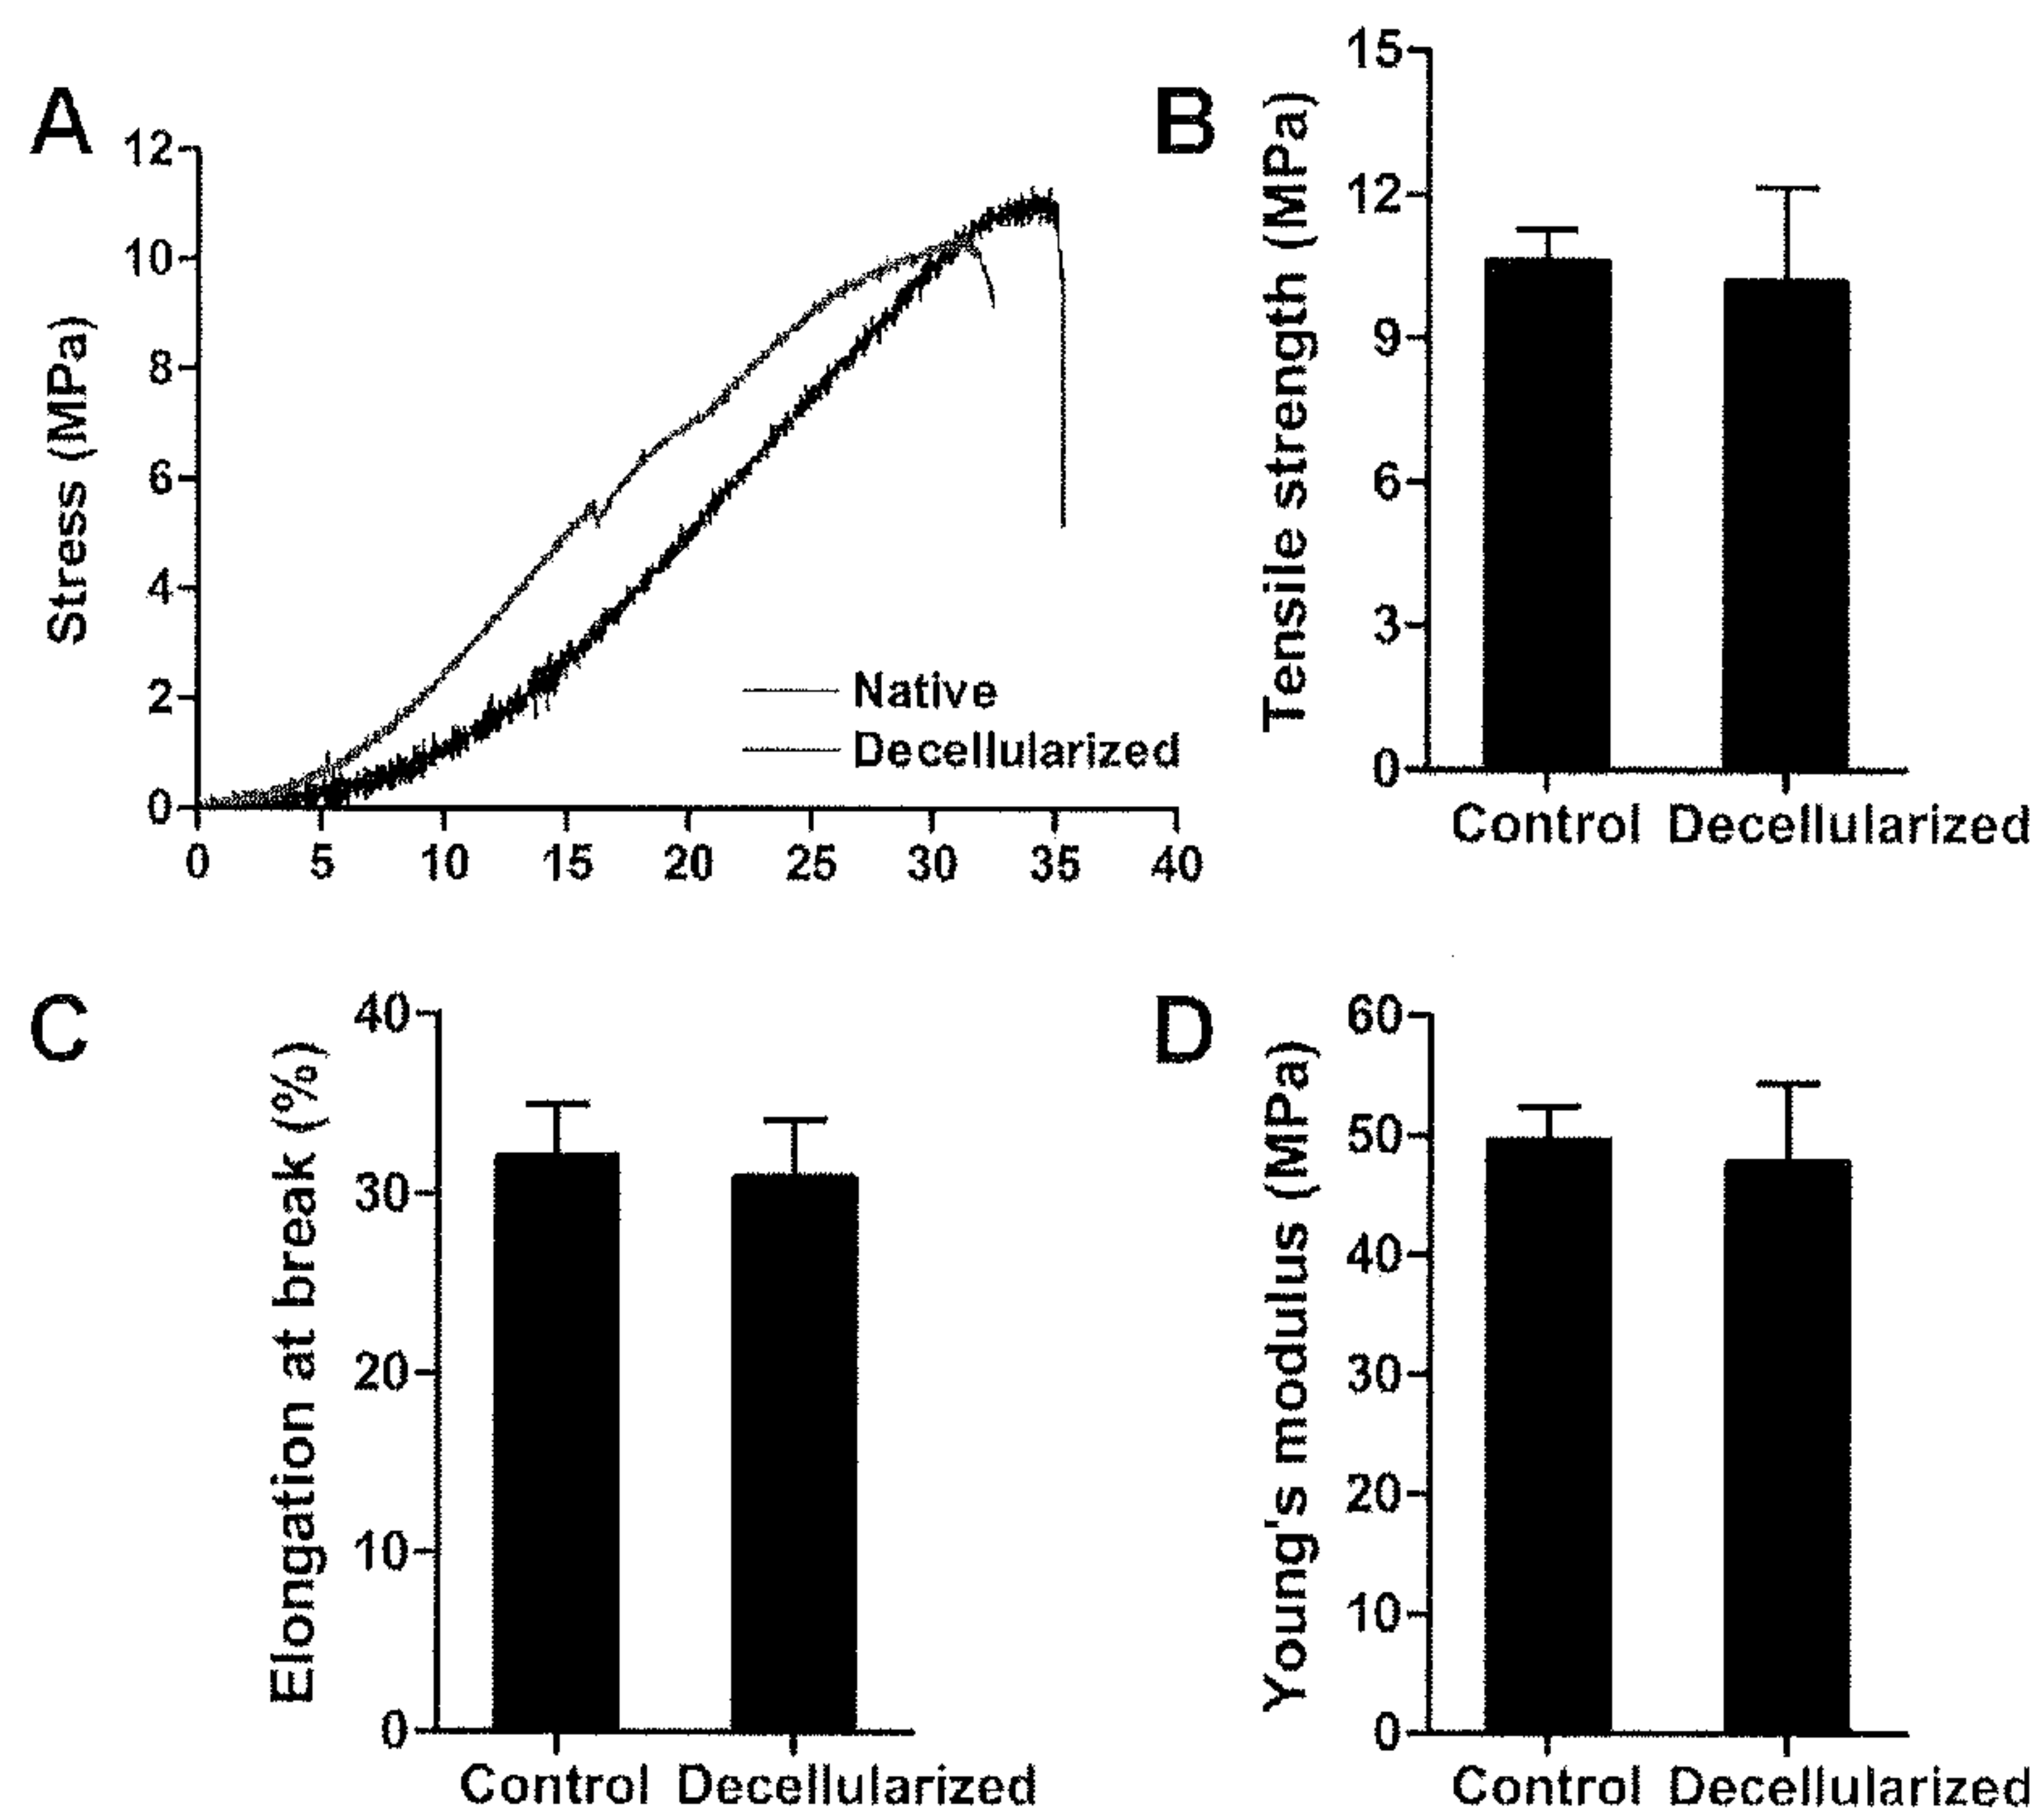 A
Stress (MPa)
12
10
8
6
4
2
0
0 5 10 15 20 25 30 35 40
Native
Decellularized
B
Tensile strength (MPa)
15
12
9
6
3
0
Control Decellularized
C
Elongation at break (%)
40
30
20
10
0
Control Decellularized
D
Young's modulus (MPa)
60
50
40
30
20
10
0
Control Decellularized